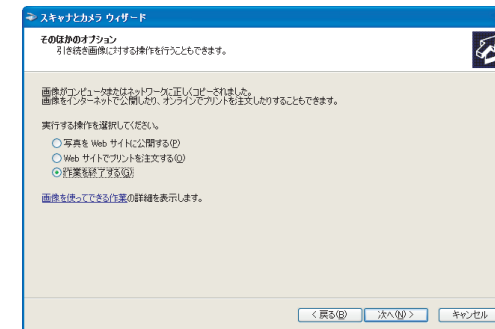 スキャナとカメラ ウィザード
そのほかのオプション
引き続き画像に対する操作を行うこともできます。
画像がコンピュータまたはネットワークに正しくコピーされました。
画像をインターネットで公開したり、オンラインでプリントを注文したりすることもできます。
実行する操作を選択してください。
写真を Web サイトに公開する(P)
Web サイトでプリントを注文する(O)
作業を終了する(G)
画像を使ってできる作業の詳細を表示します。
< 戻る(B) 次へ(N) > キャンセル